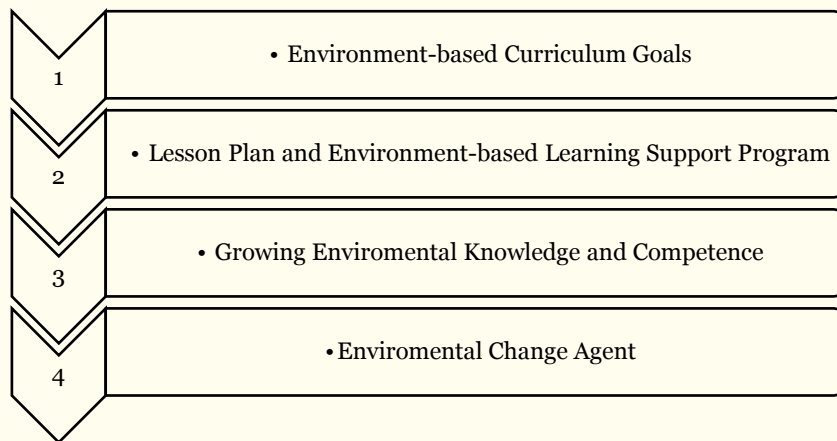 1
• Environment-based Curriculum Goals
2
• Lesson Plan and Environment-based Learning Support Program
3
• Growing Enviromental Knowledge and Competence
4
•Enviromental Change Agent